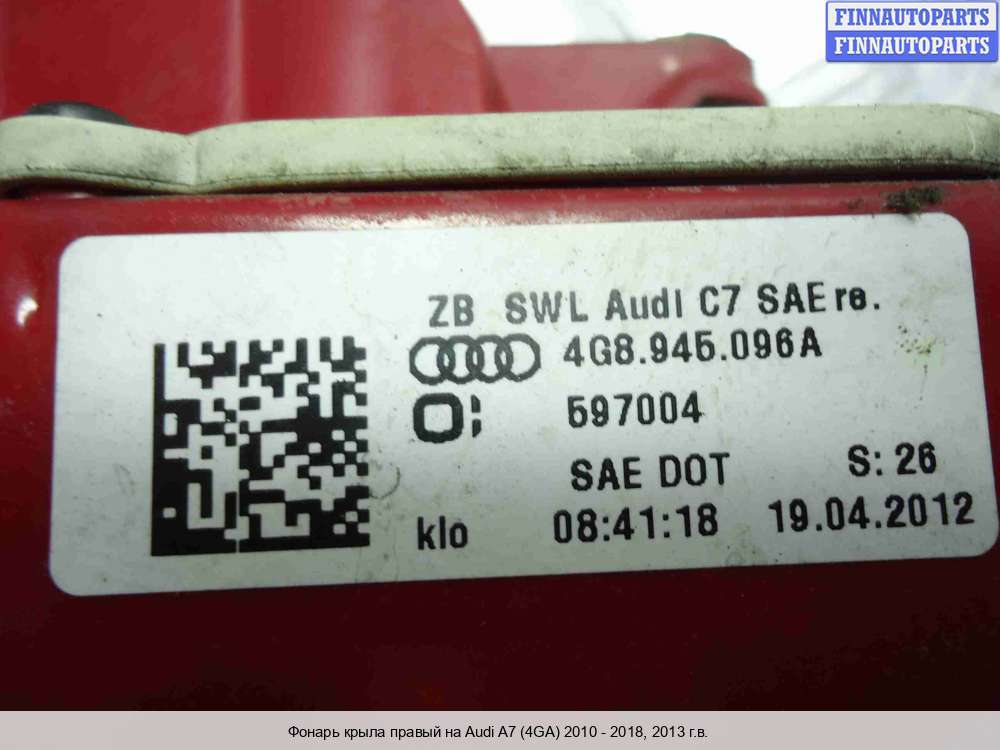 FINNAUTOPARTS
FINNAUTOPARTS
ZB SWL Audi C7 SAE re.
4G8.945.096A
597004
SAE DOT S: 26
klo 08:41:18 19.04.2012
Фонарь крыла правый на Audi A7 (4GA) 2010 - 2018, 2013 г.в.